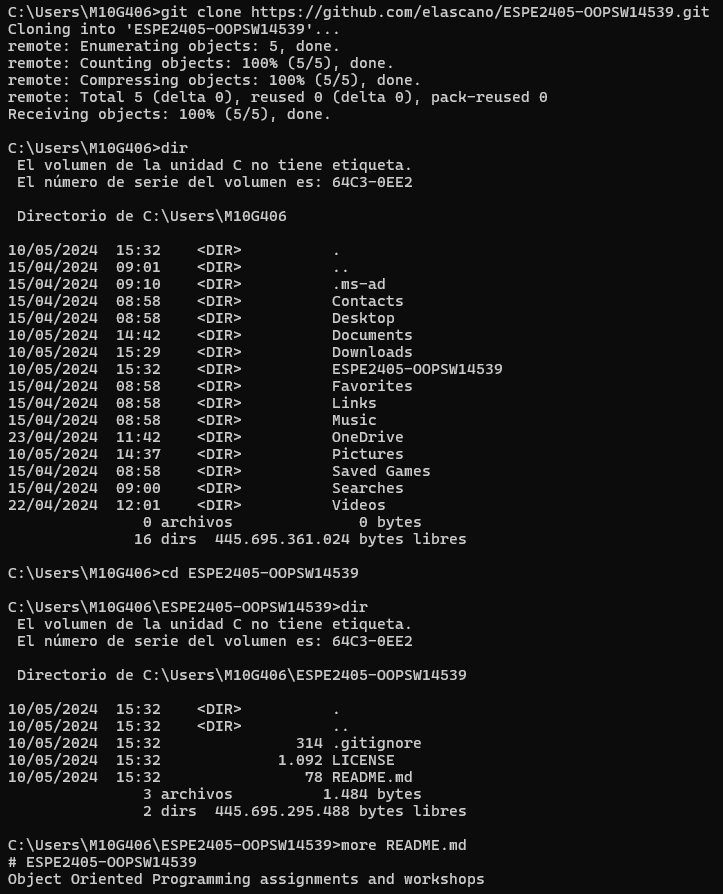 C:\Users\M10G406>git clone https://github.com/elascano/ESPE2405-OOPSW14539.git
Cloning into 'ESPE2405-OOPSW14539'...
remote: Enumerating objects: 5, done.
remote: Counting objects: 100% (5/5), done.
remote: Compressing objects: 100% (5/5), done.
remote: Total 5 (delta 0), reused 0 (delta 0), pack-reused 0
Receiving objects: 100% (5/5), done.

C:\Users\M10G406>dir
 El volumen de la unidad C no tiene etiqueta.
 El número de serie del volumen es: 64C3-0EE2

 Directorio de C:\Users\M10G406

10/05/2024  15:32    <DIR>          .
15/04/2024  09:01    <DIR>          ..
15/04/2024  09:10    <DIR>          .ms-ad
15/04/2024  08:58    <DIR>          Contacts
15/04/2024  08:58    <DIR>          Desktop
10/05/2024  14:42    <DIR>          Documents
10/05/2024  15:29    <DIR>          Downloads
10/05/2024  15:32    <DIR>          ESPE2405-OOPSW14539
15/04/2024  08:58    <DIR>          Favorites
15/04/2024  08:58    <DIR>          Links
15/04/2024  08:58    <DIR>          Music
23/04/2024  11:42    <DIR>          OneDrive
10/05/2024  14:37    <DIR>          Pictures
15/04/2024  08:58    <DIR>          Saved Games
15/04/2024  09:00    <DIR>          Searches
22/04/2024  12:01    <DIR>          Videos
               0 archivos              0 bytes
              16 dirs  445.695.361.024 bytes libres

C:\Users\M10G406>cd ESPE2405-OOPSW14539

C:\Users\M10G406\ESPE2405-OOPSW14539>dir
 El volumen de la unidad C no tiene etiqueta.
 El número de serie del volumen es: 64C3-0EE2

 Directorio de C:\Users\M10G406\ESPE2405-OOPSW14539

10/05/2024  15:32    <DIR>          .
10/05/2024  15:32    <DIR>          ..
10/05/2024  15:32               314 .gitignore
10/05/2024  15:32             1.092 LICENSE
10/05/2024  15:32                78 README.md
               3 archivos          1.484 bytes
               2 dirs  445.695.295.488 bytes libres

C:\Users\M10G406\ESPE2405-OOPSW14539>more README.md
# ESPE2405-OOPSW14539
Object Oriented Programming assignments and workshops